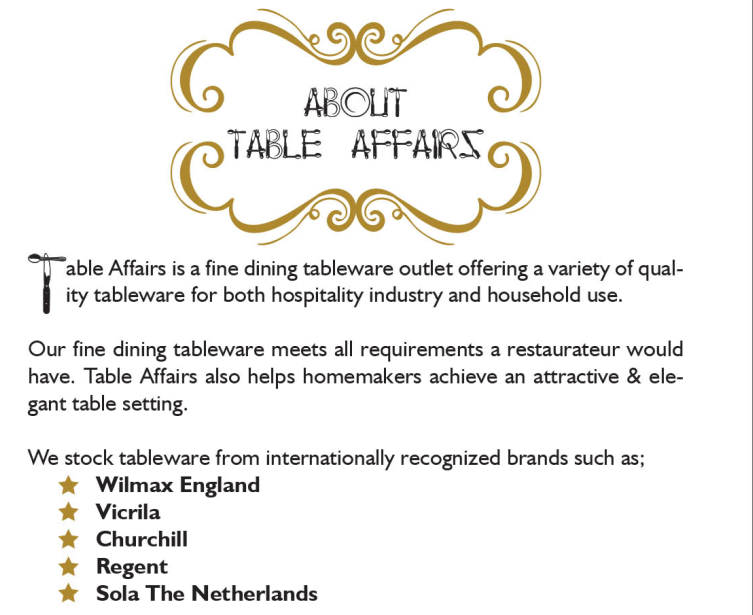 ABOUT
TABLE AFFAIRS
Table Affairs is a fine dining tableware outlet offering a variety of qual-
ity tableware for both hospitality industry and household use.
Our fine dining tableware meets all requirements a restaurateur would
have. Table Affairs also helps homemakers achieve an attractive & ele-
gant table setting.
We stock tableware from internationally recognized brands such as;
Wilmax England
Vicrila
Churchill
Regent
Sola The Netherlands